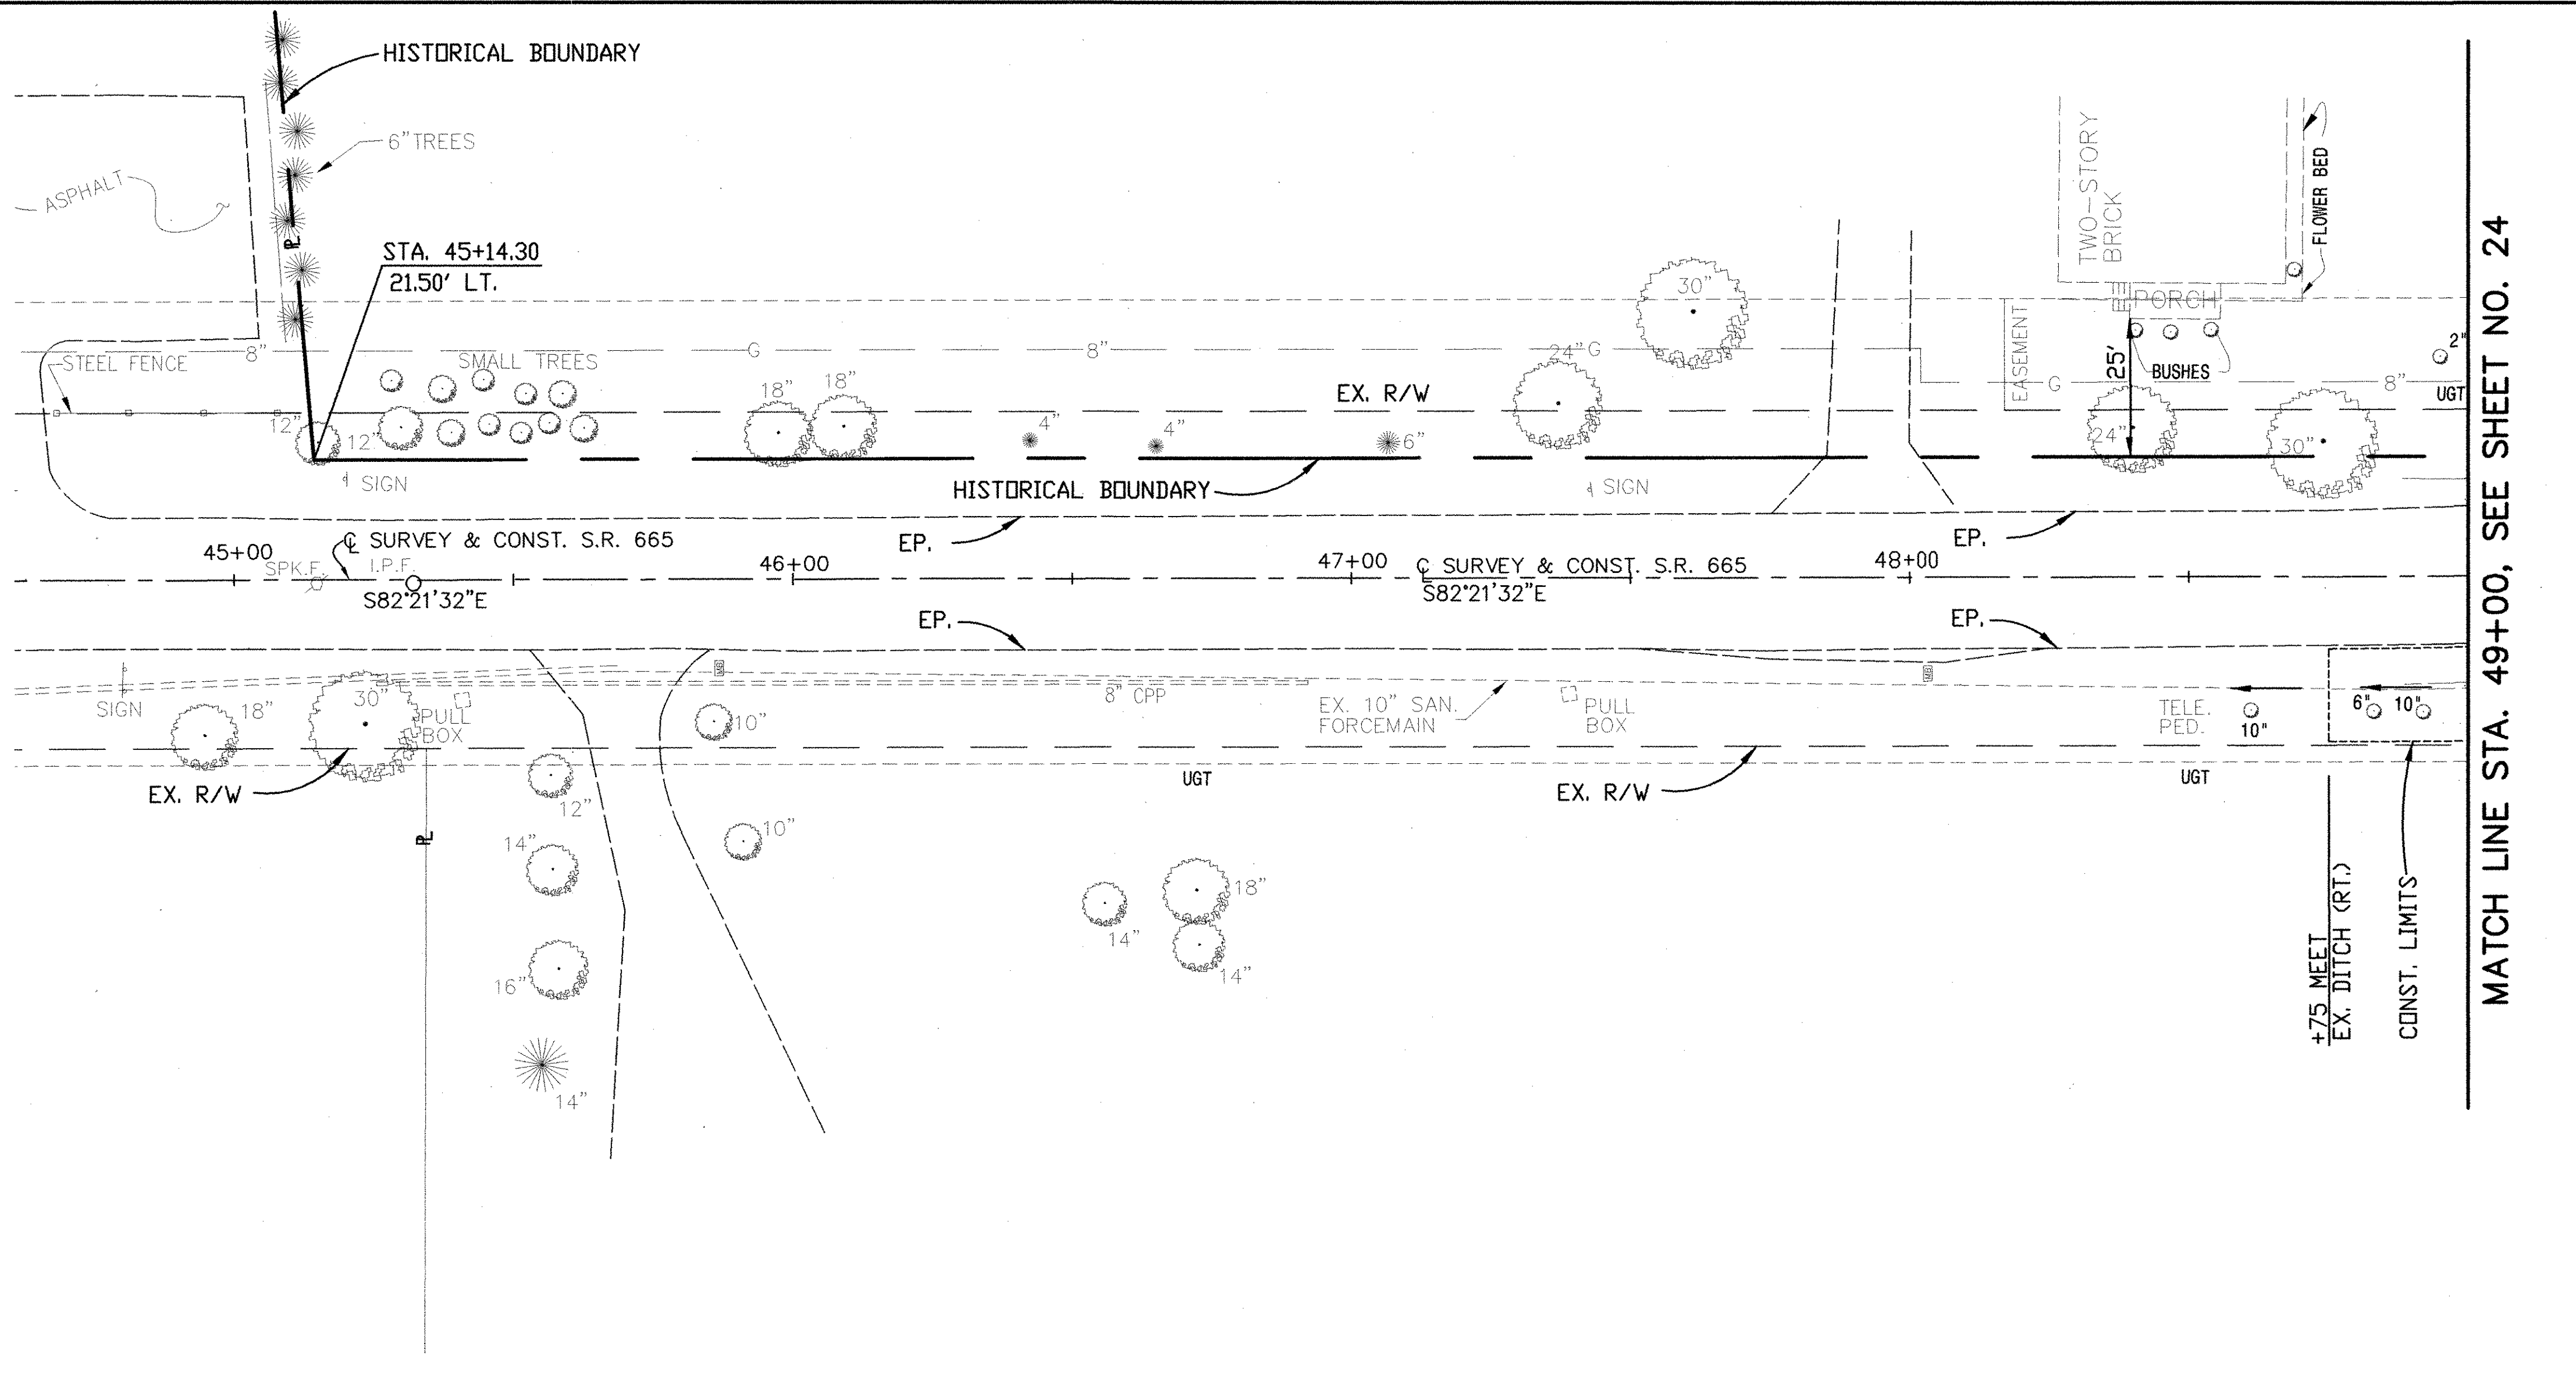 HISTORICAL BOUNDARY
6" TREES
ASPHALT
TWO-STORY
BRICK
FLOWER BED
STA. 45+14.30
21.50' LT.
30"
PORCH
EASEMENT
STEEL FENCE
8"
SMALL TREES
G
8"
24"
G
25'
BUSHES
G
8"
2"
UGT
18"
18"
EX. R/W
12"
12"
4"
4"
6"
24"
30"
SIGN
HISTORICAL BOUNDARY
SIGN
EP.
EP.
45+00
℄ SURVEY & CONST. S.R. 665
SPK.F.
I.P.F.
46+00
47+00
℄ SURVEY & CONST. S.R. 665
48+00
S82°21'32"E
S82°21'32"E
EP.
EP.
MB
MB
SIGN
18"
30"
PULL
BOX
10"
8" CPP
EX. 10" SAN.
FORCEMAIN
PULL
BOX
TELE.
PED.
10"
6"
10"
EX. R/W
UGT
EX. R/W
UGT
PL
PL
12"
14"
10"
16"
14"
14"
18"
14"
+75 MEET
EX. DITCH (RT.)
CONST. LIMITS
MATCH LINE STA. 49+00, SEE SHEET NO. 24